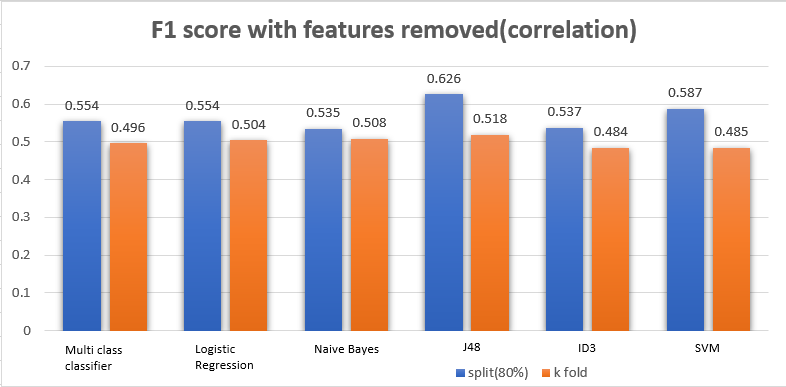 F1 score with features removed(correlation)
0.7
0.6
0.5
0.4
0.3
0.2
0.1
0
0.554
0.496
0.554
0.504
0.535
0.508
0.626
0.518
0.537
0.484
0.587
0.485
Multi class
classifier
Logistic
Regression
Naive Bayes
J48
ID3
SVM
split(80%)
k fold